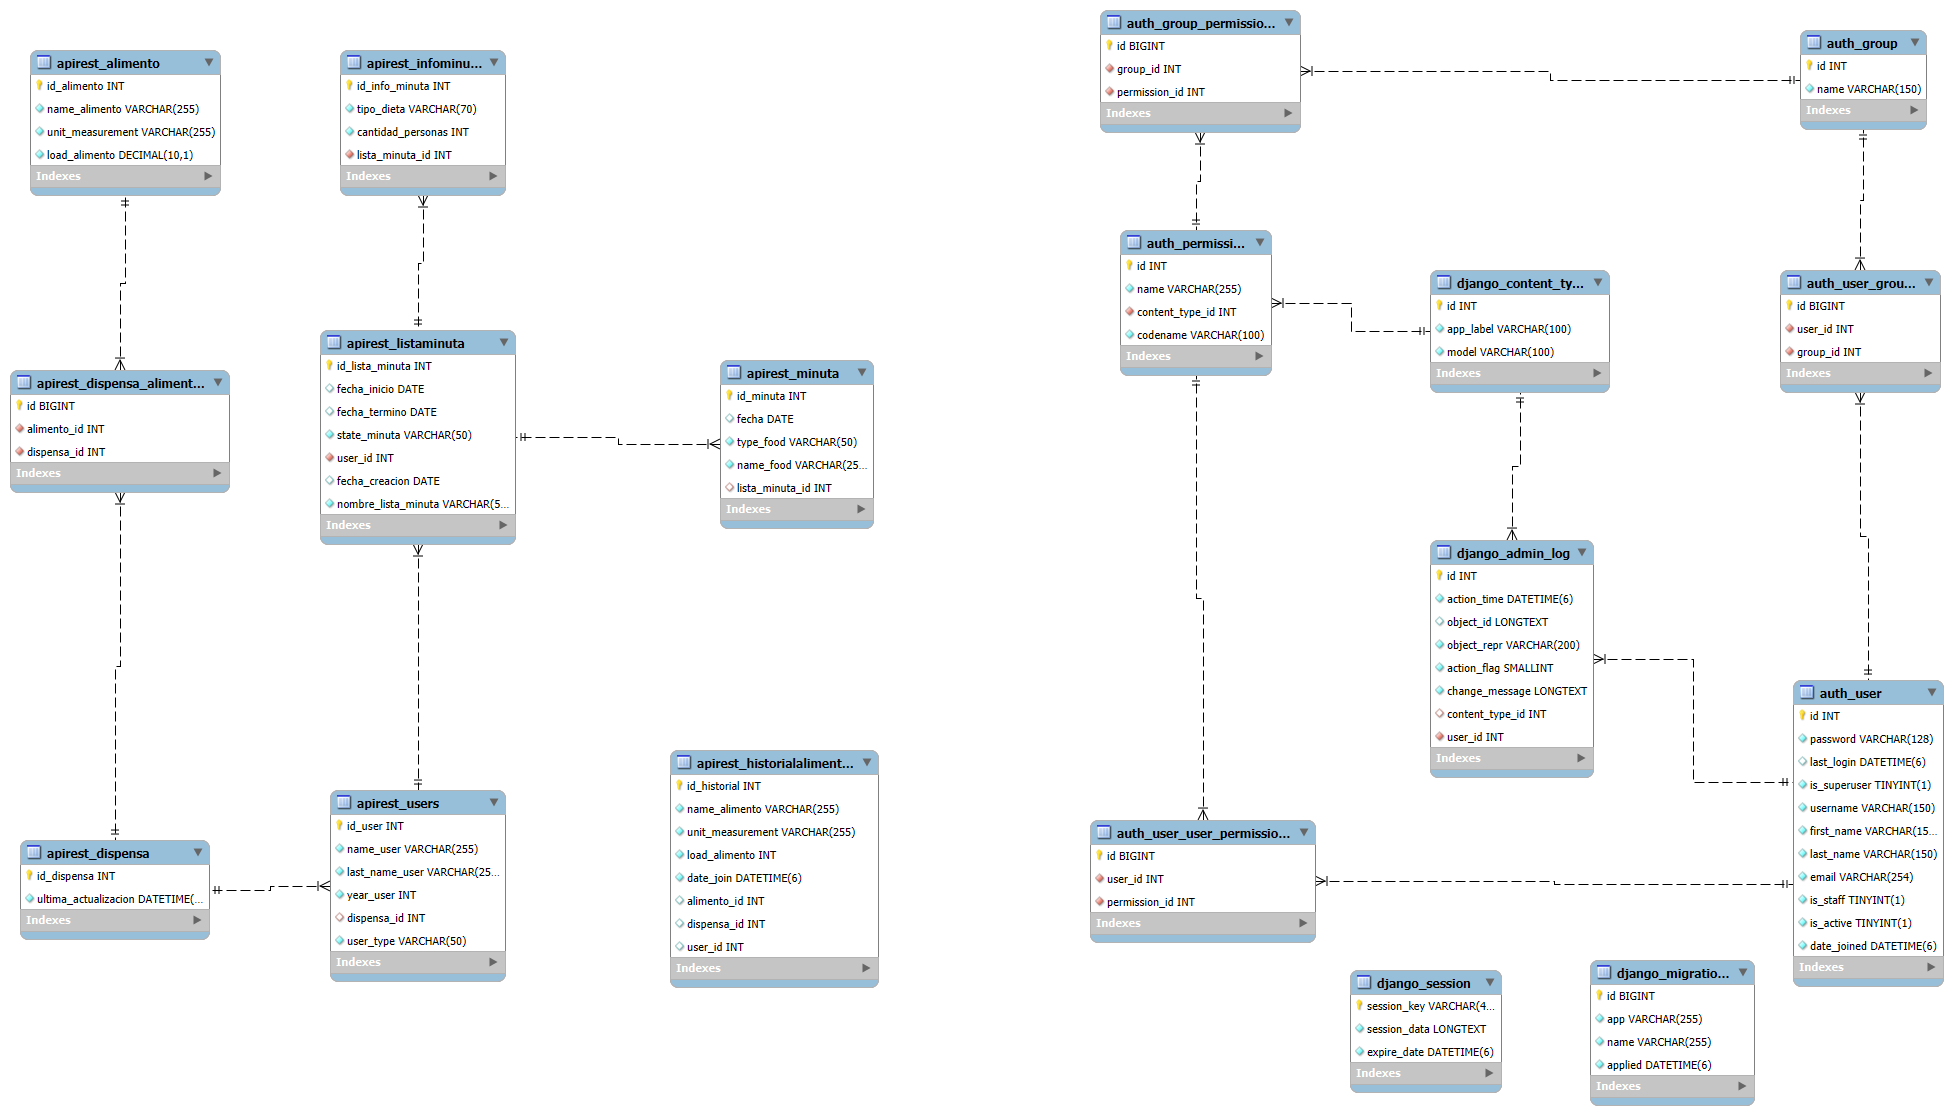 apirest_alimento
id_alimento INT
name_alimento VARCHAR(255)
unit_measurement VARCHAR(255)
load_alimento DECIMAL(10,1)
Indexes
apirest_infominu...
id_info_minuta INT
tipo_dieta VARCHAR(70)
cantidad_personas INT
lista_minuta_id INT
Indexes
apirest_dispensa_aliment...
id BIGINT
alimento_id INT
dispensa_id INT
Indexes
apirest_listaminuta
id_lista_minuta INT
fecha_inicio DATE
fecha_termino DATE
state_minuta VARCHAR(50)
user_id INT
fecha_creacion DATE
nombre_lista_minuta VARCHAR(5...
Indexes
apirest_minuta
id_minuta INT
fecha DATE
type_food VARCHAR(50)
name_food VARCHAR(25...
lista_minuta_id INT
Indexes
apirest_dispensa
id_dispensa INT
ultima_actualizacion DATETIME(...
Indexes
apirest_users
id_user INT
name_user VARCHAR(255)
last_name_user VARCHAR(25...
year_user INT
dispensa_id INT
user_type VARCHAR(50)
Indexes
apirest_historialaliment...
id_historial INT
name_alimento VARCHAR(255)
unit_measurement VARCHAR(255)
load_alimento INT
date_join DATETIME(6)
alimento_id INT
dispensa_id INT
user_id INT
Indexes
auth_group_permissio...
id BIGINT
group_id INT
permission_id INT
Indexes
auth_group
id INT
name VARCHAR(150)
Indexes
auth_permissi...
id INT
name VARCHAR(255)
content_type_id INT
codename VARCHAR(100)
Indexes
django_content_ty...
id INT
app_label VARCHAR(100)
model VARCHAR(100)
Indexes
auth_user_grou...
id BIGINT
user_id INT
group_id INT
Indexes
django_admin_log
id INT
action_time DATETIME(6)
object_id LONGTEXT
object_repr VARCHAR(200)
action_flag SMALLINT
change_message LONGTEXT
content_type_id INT
user_id INT
Indexes
auth_user
id INT
password VARCHAR(128)
last_login DATETIME(6)
is_superuser TINYINT(1)
username VARCHAR(150)
first_name VARCHAR(15...
last_name VARCHAR(150)
email VARCHAR(254)
is_staff TINYINT(1)
is_active TINYINT(1)
date_joined DATETIME(6)
Indexes
auth_user_user_permissio...
id BIGINT
user_id INT
permission_id INT
Indexes
django_session
session_key VARCHAR(4...
session_data LONGTEXT
expire_date DATETIME(6)
Indexes
django_migratio...
id BIGINT
app VARCHAR(255)
name VARCHAR(255)
applied DATETIME(6)
Indexes